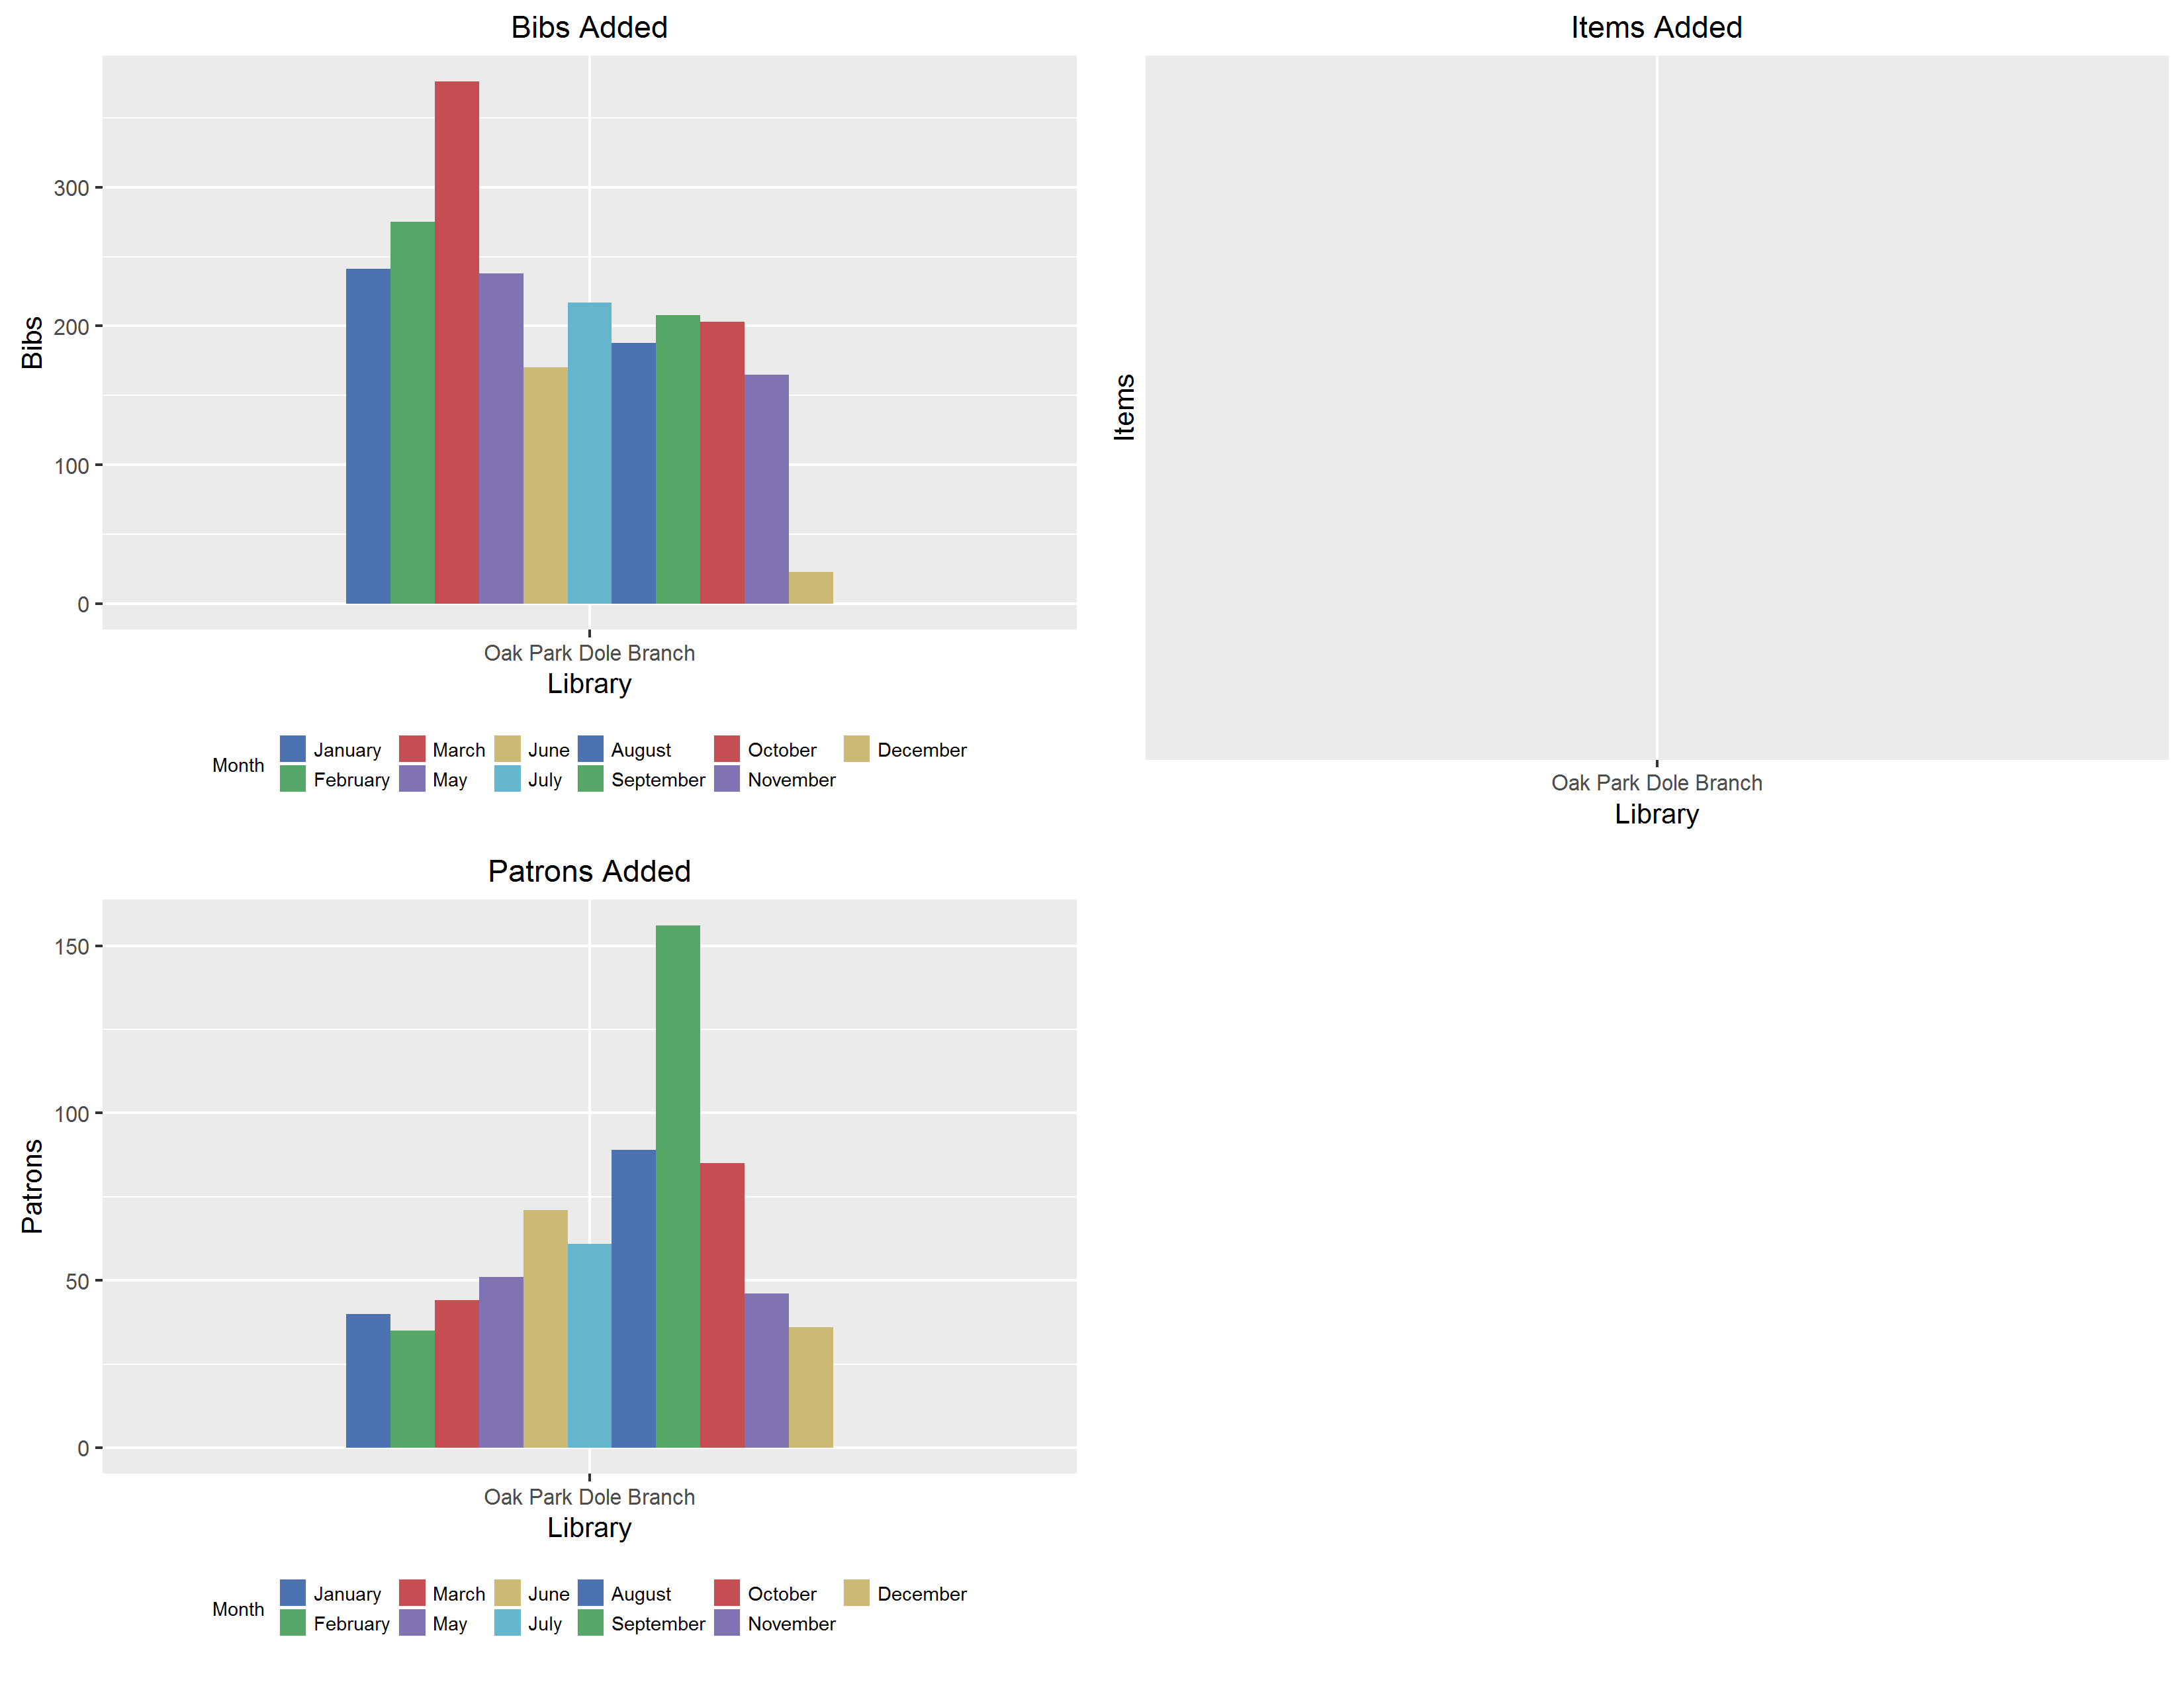 Bibs Added
Bibs
300
200
100
0
Oak Park Dole Branch
Library
Month
January March June August October December
February May July September November
Items Added
Items
Oak Park Dole Branch
Library
Patrons Added
Patrons
150
100
50
0
Oak Park Dole Branch
Library
Month
January March June August October December
February May July September November